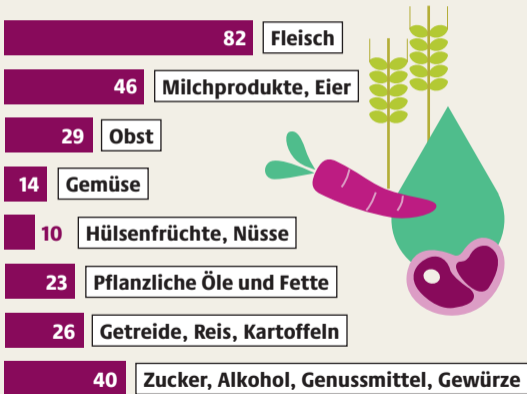 82 Fleisch
46 Milchprodukte, Eier
29 Obst
14 Gemüse
10 Hülsenfrüchte, Nüsse
23 Pflanzliche Öle und Fette
26 Getreide, Reis, Kartoffeln
40 Zucker, Alkohol, Genussmittel, Gewürze